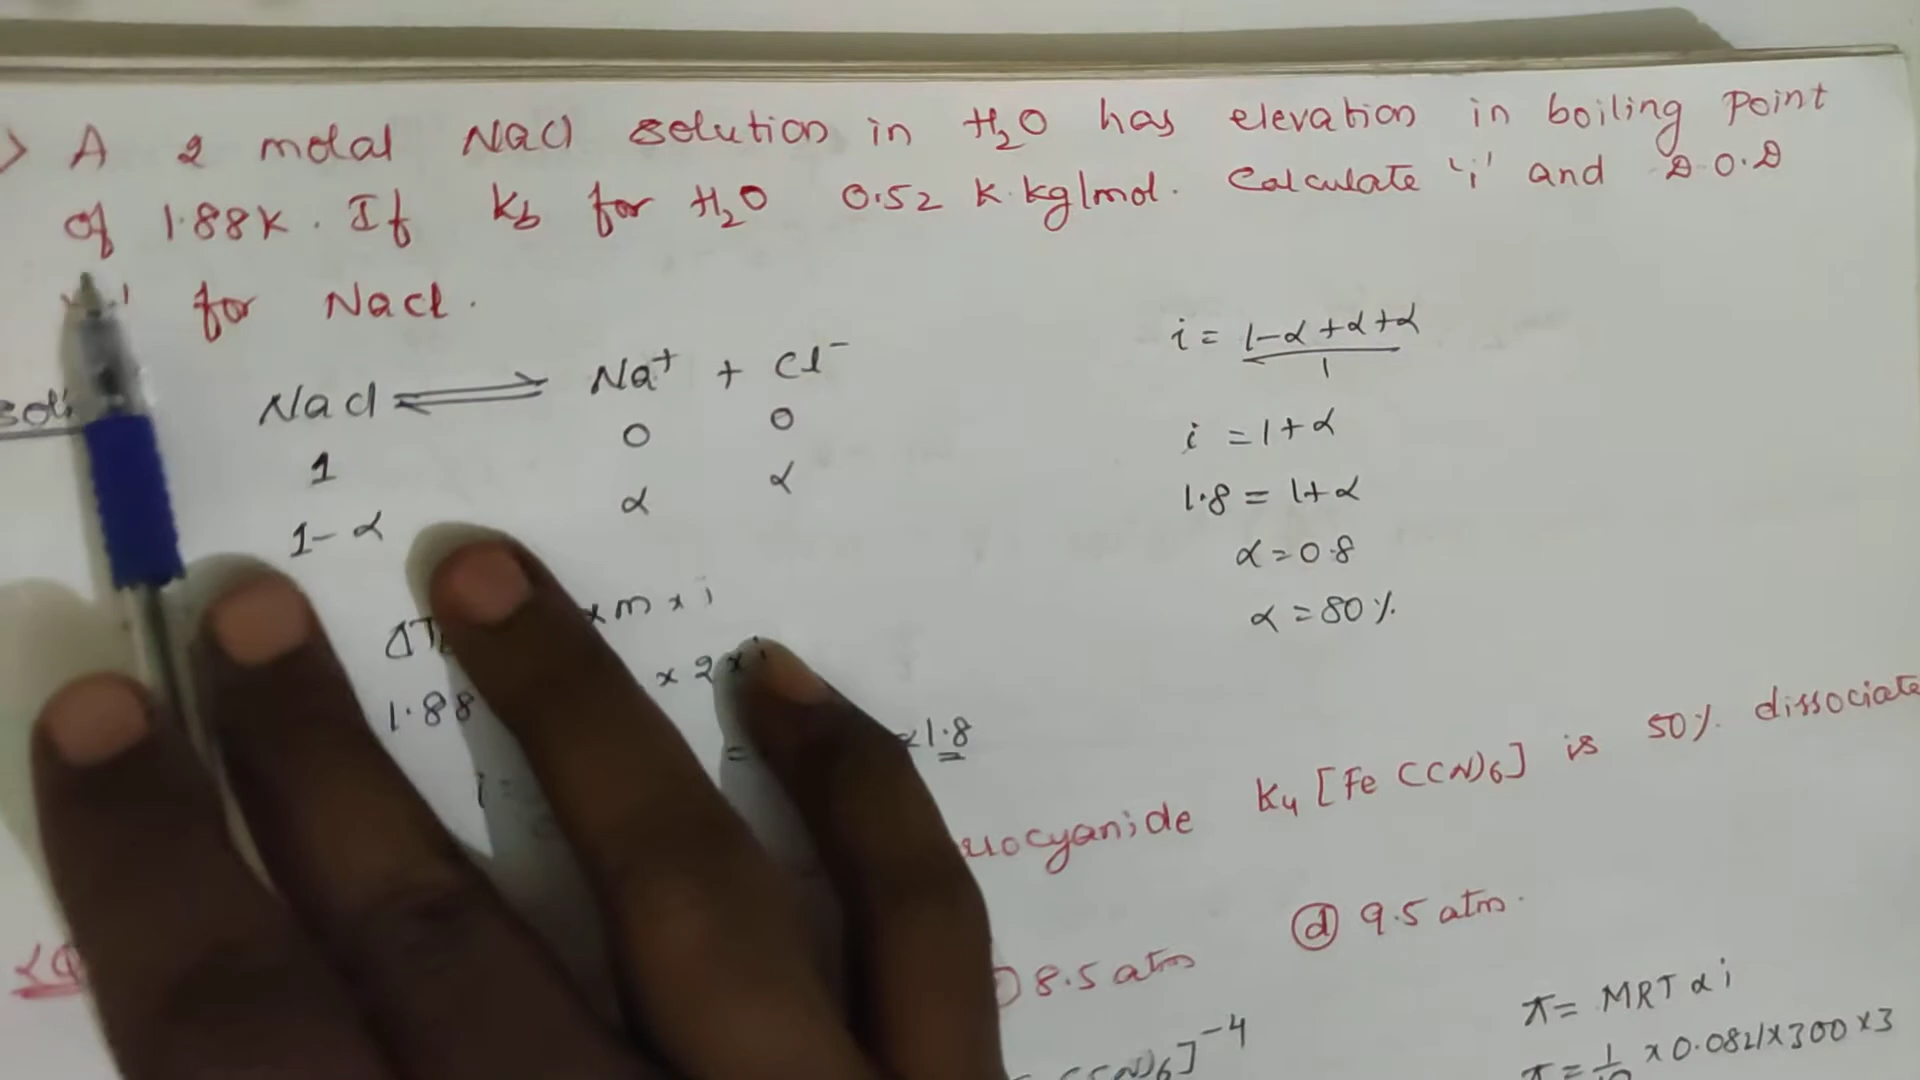 A 2 molal NaCl solution in H₂O has elevation in boiling point
of 1.88K. If Kb for H₂O 0.52 K.kg/mol. Calculate 'i' and D.O.D
for NaCl.
NaCl ⇌ Na⁺ + Cl⁻
1 0 0
1-α α α
i = 1-α+α+α
1
i = 1+α
1.8 = 1+α
α = 0.8
α = 80%
× m × i
1.88 × 2 × i
i =
= 1.8
K₄[Fe(CN)₆] is 50% dissociate
8.5 atm
(d) 9.5 atm.
]⁻⁴
π = MRT × i
× 0.0821×300×3